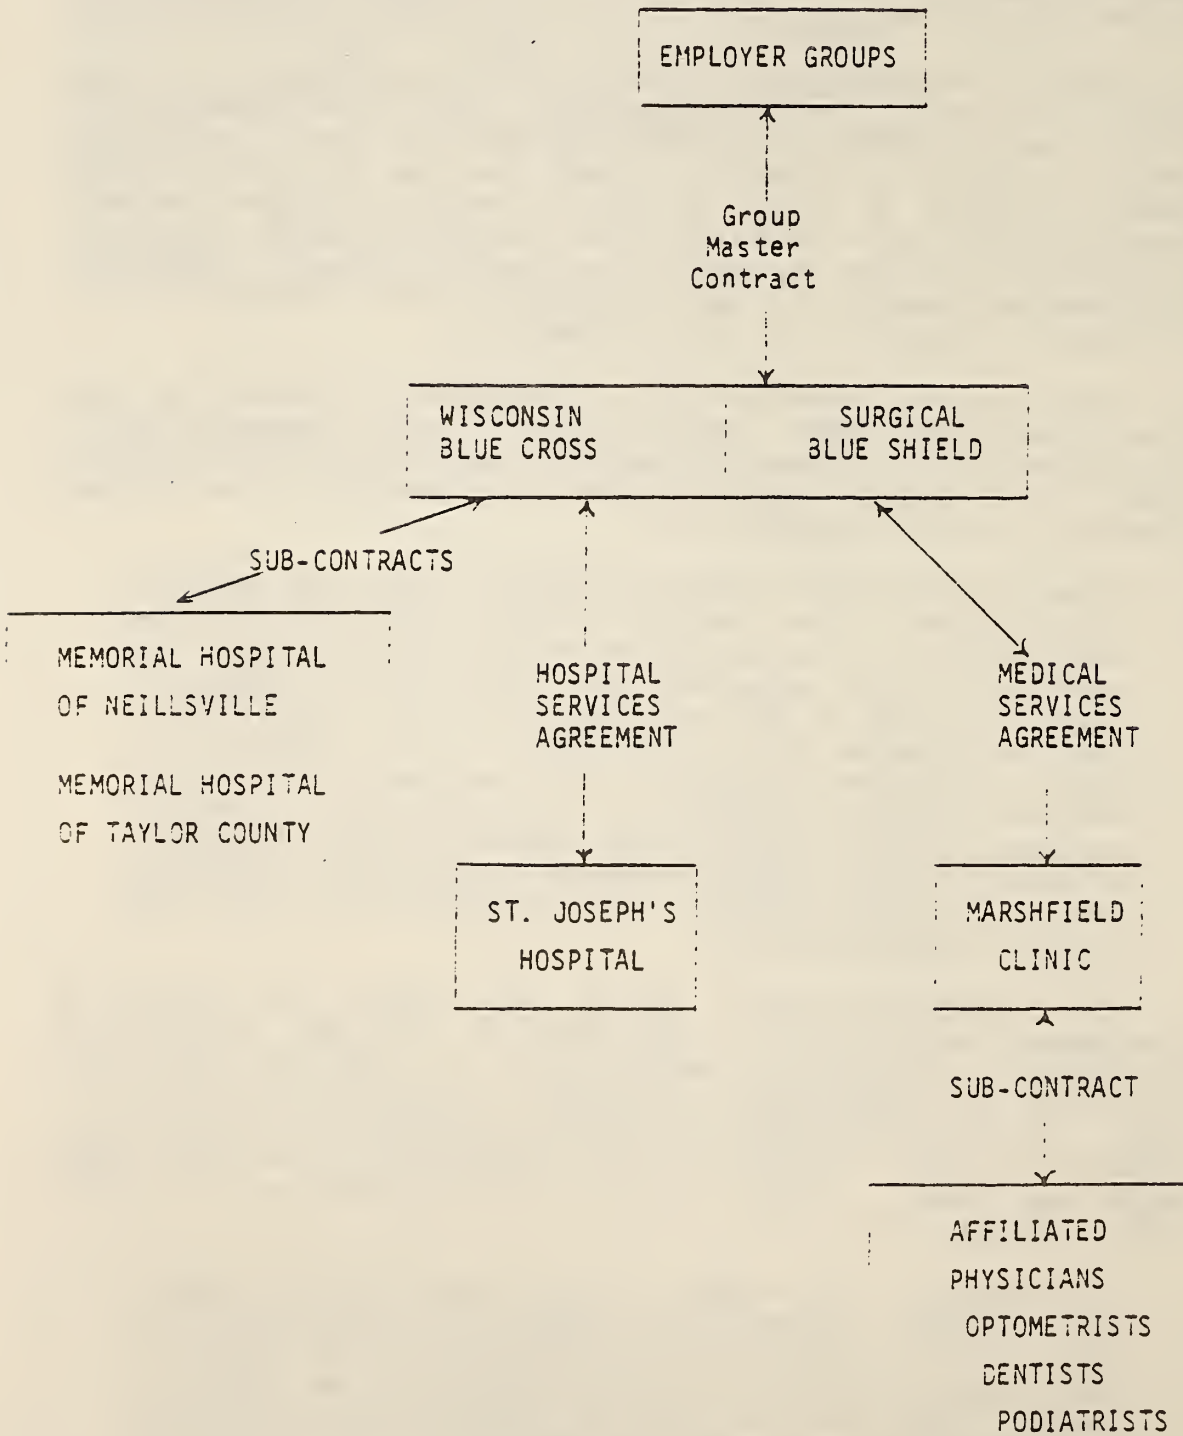 EMPLOYER GROUPS
Group
Master
Contract
WISCONSIN
BLUE CROSS
SURGICAL
BLUE SHIELD
SUB-CONTRACTS
MEMORIAL HOSPITAL
OF NEILLSVILLE
MEMORIAL HOSPITAL
OF TAYLOR COUNTY
HOSPITAL
SERVICES
AGREEMENT
MEDICAL
SERVICES
AGREEMENT
ST. JOSEPH'S
HOSPITAL
MARSHFIELD
CLINIC
SUB-CONTRACT
AFFILIATED
PHYSICIANS
OPTOMETRISTS
DENTISTS
PODIATRISTS